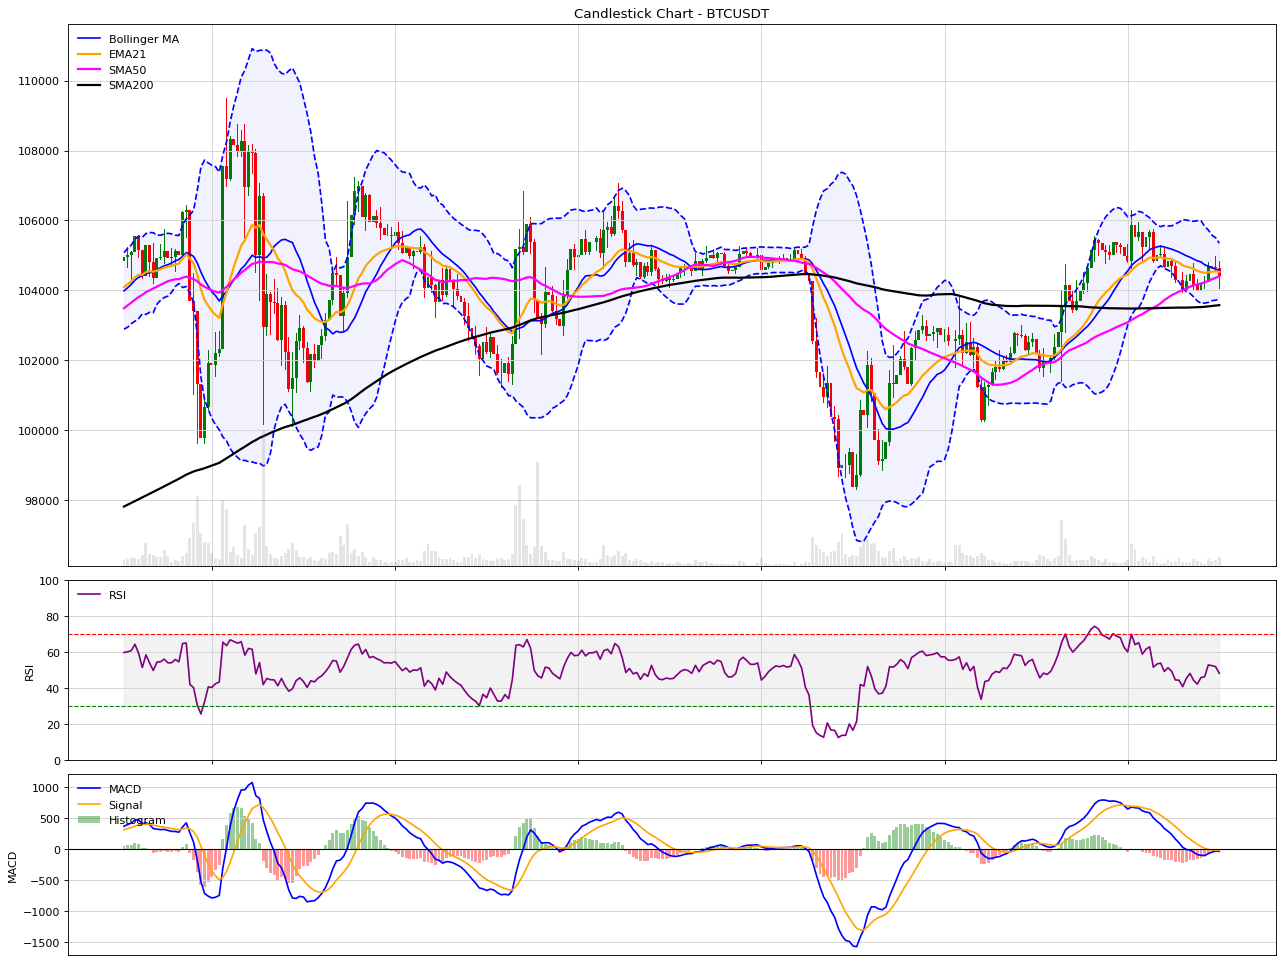 Candlestick Chart - BTCUSDT
Bollinger MA
EMA21
SMA50
SMA200
110000
108000
106000
104000
102000
100000
98000
RSI
100
80
60
40
20
0
RSI
MACD
Signal
Histogram
1000
500
0
−500
−1000
−1500
MACD